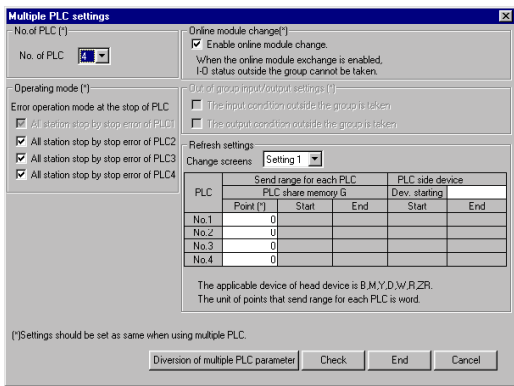 Multiple PLC settings
No.of PLC (*)
No. of PLC 4
Operating mode (*)
Error operation mode at the stop of PLC
All station stop by stop error of PLC1
All station stop by stop error of PLC2
All station stop by stop error of PLC3
All station stop by stop error of PLC4
Online module change(*)
Enable online module change.
When the online module exchange is enabled,
I-O status outside the group cannot be taken.
Out of group input/output settings (*)
The input condition outside the group is taken
The output condition outside the group is taken
Refresh settings
Change screens Setting 1
PLC Send range for each PLC PLC side device
PLC share memory G Dev. starting
Point (*) Start End Start End
No.1 0
No.2 0
No.3 0
No.4 0
The applicable device of head device is B,M,Y,D,W,R,ZR.
The unit of points that send range for each PLC is word.
(*)Settings should be set as same when using multiple PLC.
Diversion of multiple PLC parameter Check End Cancel